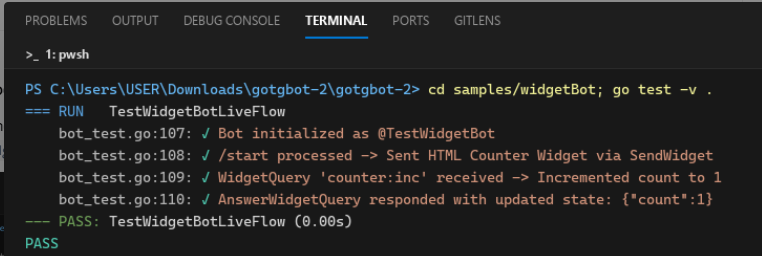 PROBLEMS OUTPUT DEBUG CONSOLE TERMINAL PORTS GITLENS
>_ 1: pwsh
PS C:\Users\USER\Downloads\gotgbot-2\gotgbot-2> cd samples/widgetBot; go test -v .
=== RUN   TestWidgetBotLiveFlow
    bot_test.go:107: ✓ Bot initialized as @TestWidgetBot
    bot_test.go:108: ✓ /start processed -> Sent HTML Counter Widget via SendWidget
    bot_test.go:109: ✓ WidgetQuery 'counter:inc' received -> Incremented count to 1
    bot_test.go:110: ✓ AnswerWidgetQuery responded with updated state: {"count":1}
--- PASS: TestWidgetBotLiveFlow (0.00s)
PASS